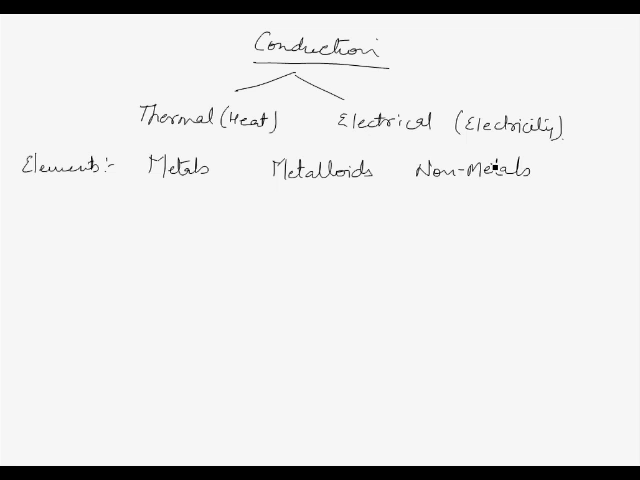 Conduction
Thermal (Heat) Electrical (Electricity).
Elements:- Metals Metalloids Non-Metals